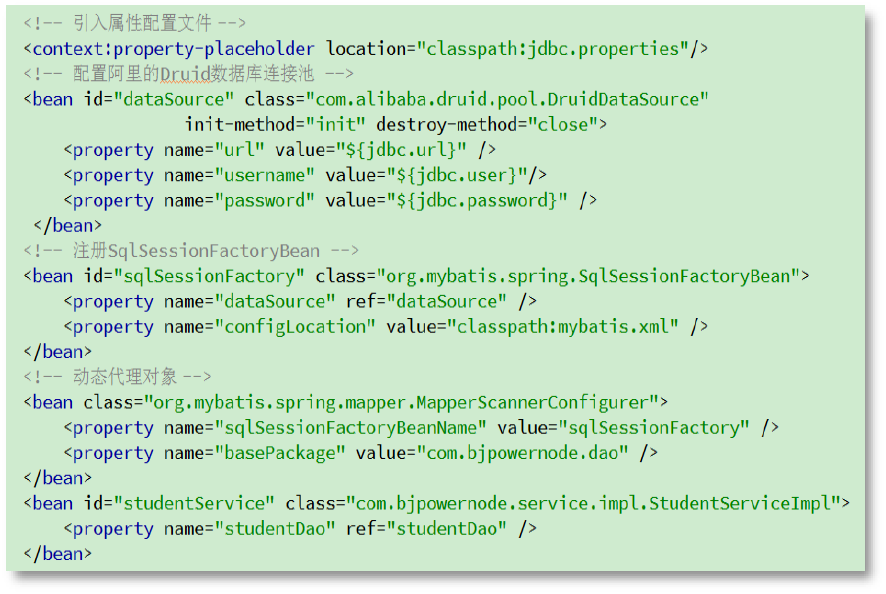 <!-- 引入属性配置文件 -->
<context:property-placeholder location="classpath:jdbc.properties"/>
<!-- 配置阿里的Druid数据库连接池 -->
<bean id="dataSource" class="com.alibaba.druid.pool.DruidDataSource"
                init-method="init" destroy-method="close">
    <property name="url" value="${jdbc.url}" />
    <property name="username" value="${jdbc.user}"/>
    <property name="password" value="${jdbc.password}" />
 </bean>
<!-- 注册SqlSessionFactoryBean -->
<bean id="sqlSessionFactory" class="org.mybatis.spring.SqlSessionFactoryBean">
    <property name="dataSource" ref="dataSource" />
    <property name="configLocation" value="classpath:mybatis.xml" />
</bean>
<!-- 动态代理对象 -->
<bean class="org.mybatis.spring.mapper.MapperScannerConfigurer">
    <property name="sqlSessionFactoryBeanName" value="sqlSessionFactory" />
    <property name="basePackage" value="com.bjpowernode.dao" />
</bean>
<bean id="studentService" class="com.bjpowernode.service.impl.StudentServiceImpl">
    <property name="studentDao" ref="studentDao" />
</bean>